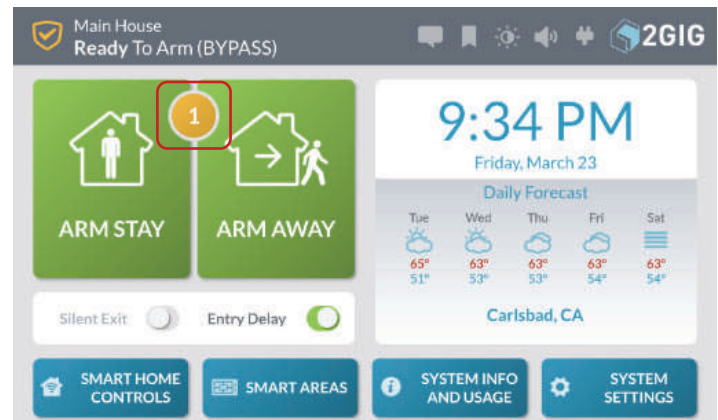 Main House
Ready To Arm (BYPASS)
2GIG
1
ARM STAY
ARM AWAY
Silent Exit
Entry Delay
9:34 PM
Friday, March 23
Daily Forecast
Tue Wed Thu Fri Sat
65° 63° 63° 63° 63°
51° 53° 53° 54° 54°
Carlsbad, CA
SMART HOME
CONTROLS
SMART AREAS
SYSTEM INFO
AND USAGE
SYSTEM
SETTINGS